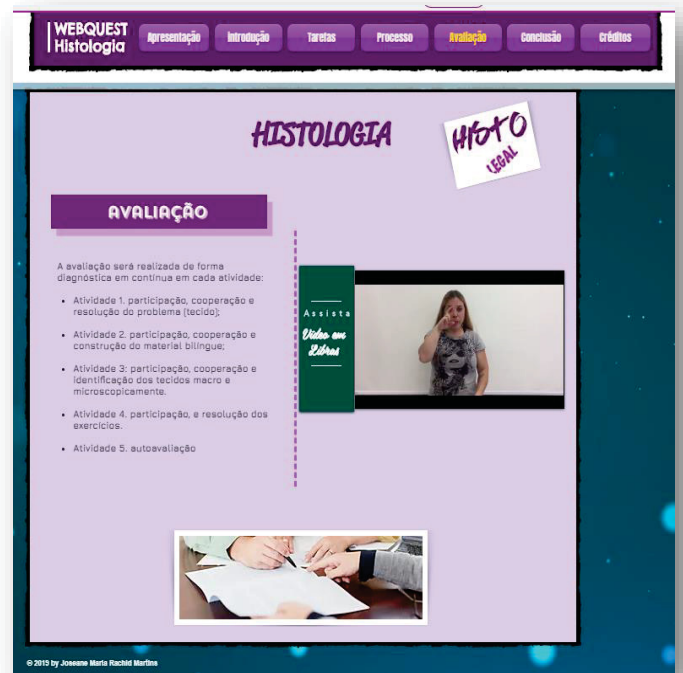 WEBQUEST
Histologia
Apresentação
Introdução
Tarefas
Processo
Avaliação
Conclusão
Créditos
HISTOLOGIA
HISTO
LEGAL
AVALIAÇÃO
A avaliação será realizada de forma
diagnóstica em contínua em cada atividade:
• Atividade 1. participação, cooperação e
resolução do problema (tecido);
• Atividade 2. participação, cooperação e
construção do material bilíngue;
• Atividade 3: participação, cooperação e
identificação dos tecidos macro e
microscopicamente.
• Atividade 4. participação, e resolução dos
exercícios.
• Atividade 5. autoavaliação
Assista
Vídeo em
Libras
© 2015 by Joseane Maria Rachid Martins